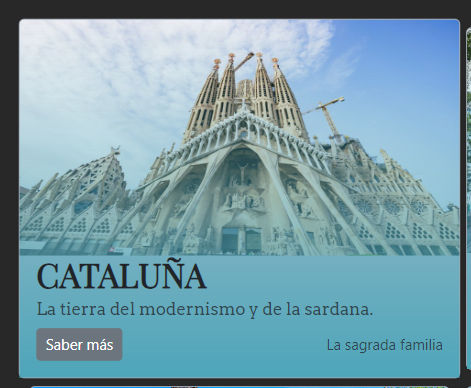 CATALUÑA
La tierra del modernismo y de la sardana.
Saber más
La sagrada familia